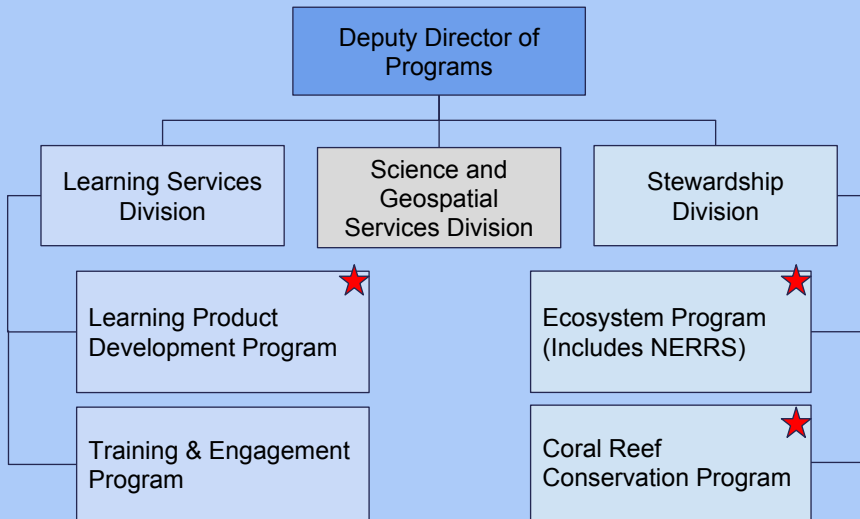 Deputy Director of
Programs
Learning Services
Division
Science and
Geospatial
Services Division
Stewardship
Division
Learning Product
Development Program
Ecosystem Program
(Includes NERRS)
Training & Engagement
Program
Coral Reef
Conservation Program